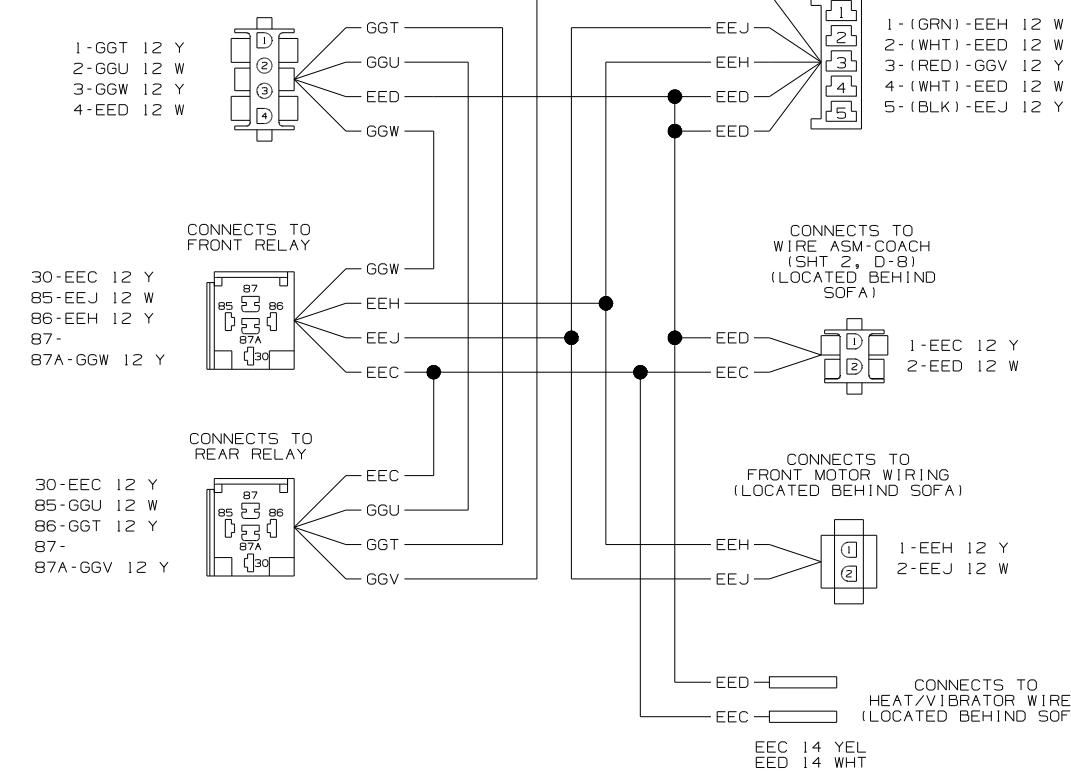 1-GGT 12 Y
2-GGU 12 W
3-GGW 12 Y
4-EED 12 W
1
2
3
4
GGT
GGU
EED
GGW
EEJ
EEH
EED
EED
1
2
3
4
5
1-(GRN)-EEH 12 W
2-(WHT)-EED 12 W
3-(RED)-GGV 12 Y
4-(WHT)-EED 12 W
5-(BLK)-EEJ 12 Y
CONNECTS TO
FRONT RELAY
30-EEC 12 Y
85-EEJ 12 W
86-EEH 12 Y
87-
87A-GGW 12 Y
87
85 86
87A
30
GGW
EEH
EEJ
EEC
CONNECTS TO
WIRE ASM-COACH
(SHT 2, D-8)
(LOCATED BEHIND
SOFA)
EED
EEC
1
2
1-EEC 12 Y
2-EED 12 W
CONNECTS TO
REAR RELAY
30-EEC 12 Y
85-GGU 12 W
86-GGT 12 Y
87-
87A-GGV 12 Y
87
85 86
87A
30
EEC
GGU
GGT
GGV
CONNECTS TO
FRONT MOTOR WIRING
(LOCATED BEHIND SOFA)
EEH
EEJ
1
2
1-EEH 12 Y
2-EEJ 12 W
EED
EEC
CONNECTS TO
HEAT/VIBRATOR WIRE
(LOCATED BEHIND SOF
EEC 14 YEL
EED 14 WHT